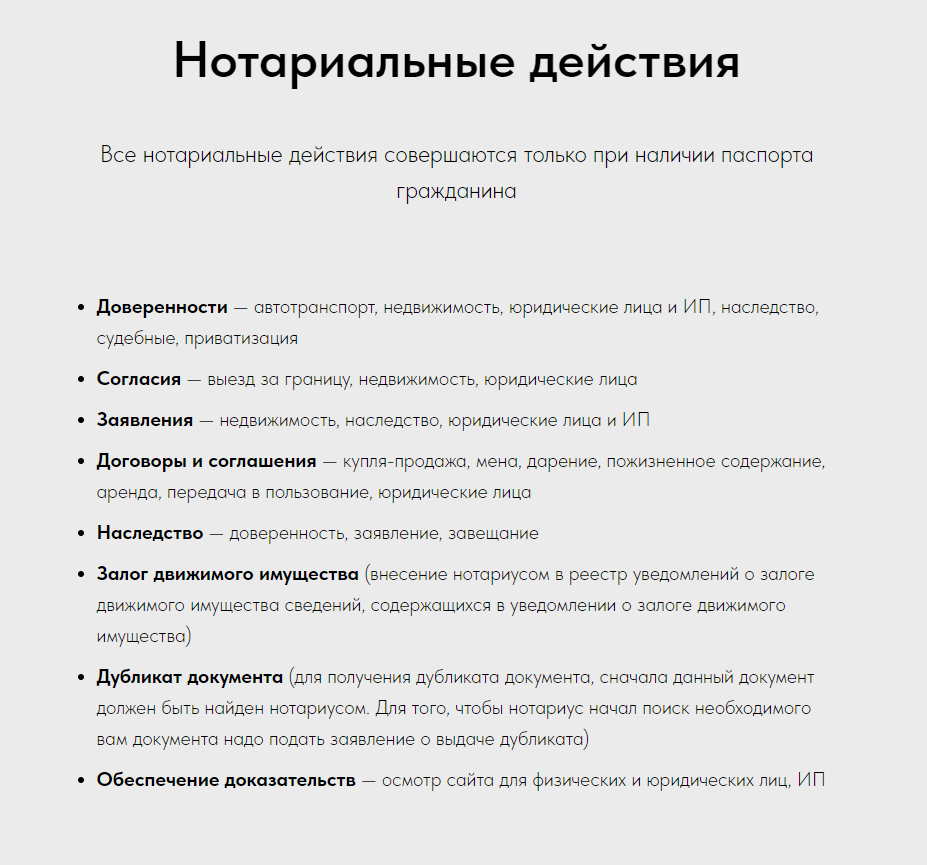 Нотариальные действия
Все нотариальные действия совершаются только при наличии паспорта
гражданина
• Доверенности — автотранспорт, недвижимость, юридические лица и ИП, наследство,
судебные, приватизация
• Согласия — выезд за границу, недвижимость, юридические лица
• Заявления — недвижимость, наследство, юридические лица и ИП
• Договоры и соглашения — купля-продажа, мена, дарение, пожизненное содержание,
аренда, передача в пользование, юридические лица
• Наследство — доверенность, заявление, завещание
• Залог движимого имущества (внесение нотариусом в реестр уведомлений о залоге
движимого имущества сведений, содержащихся в уведомлении о залоге движимого
имущества)
• Дубликат документа (для получения дубликата документа, сначала данный документ
должен быть найден нотариусом. Для того, чтобы нотариус начал поиск необходимого
вам документа надо подать заявление о выдаче дубликата)
• Обеспечение доказательств — осмотр сайта для физических и юридических лиц, ИП